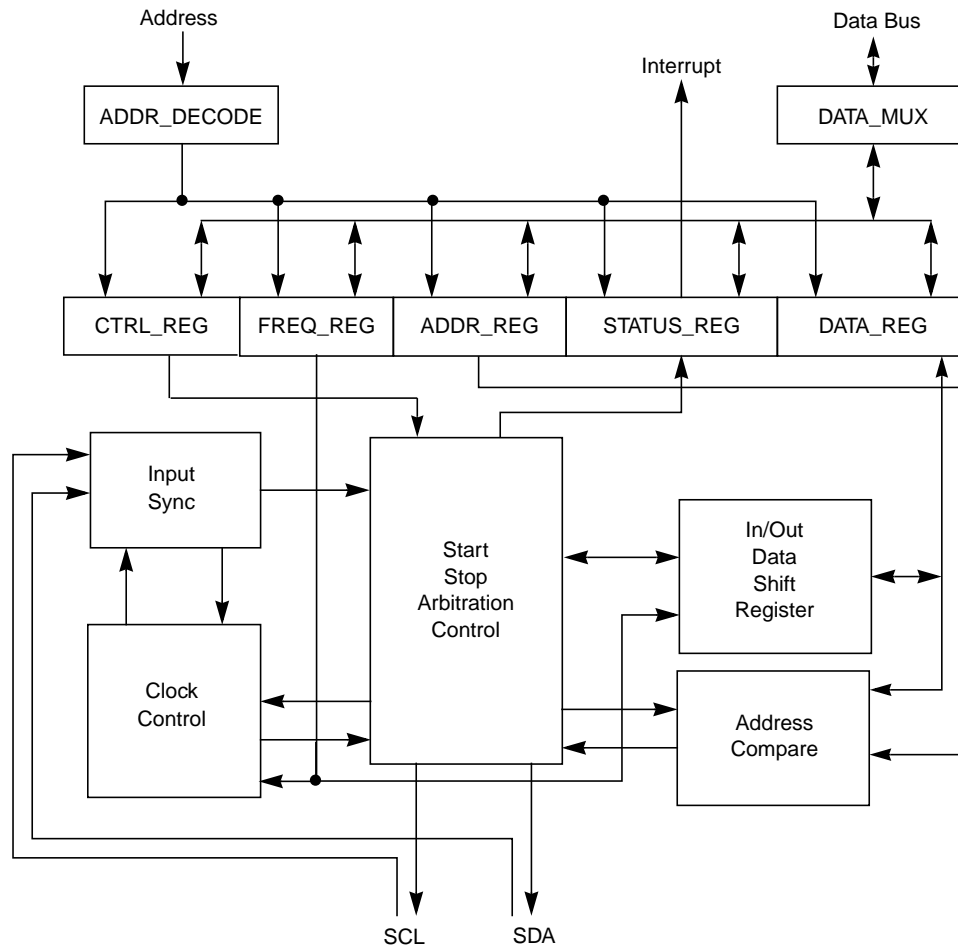 Address
Data Bus
Interrupt
ADDR_DECODE
DATA_MUX
CTRL_REG
FREQ_REG
ADDR_REG
STATUS_REG
DATA_REG
Input
Sync
Start
Stop
Arbitration
Control
In/Out
Data
Shift
Register
Clock
Control
Address
Compare
SCL
SDA